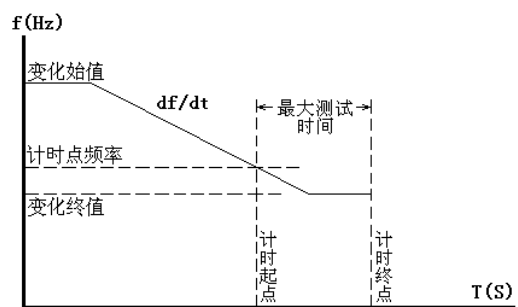 f(Hz)
变化始值
df/dt
最大测试
时间
计时点频率
变化终值
计时起点
计时终点
T(S)